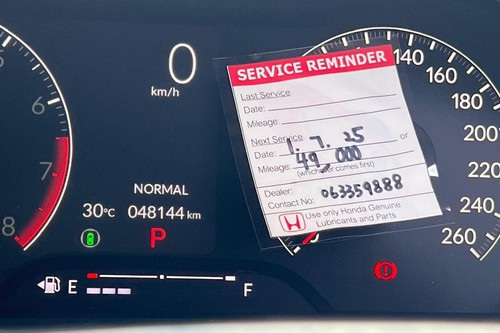 0
km/h
6
7
8
NORMAL
30°C 048144 km
P
E
F
SERVICE REMINDER
Last Service
Date:
Mileage:
Next Service
Date: 1.7.25 or
Mileage: 49,000
(whichever comes first)
Dealer:
Contact No: 063359888
Use only Honda Genuine
Lubricants and Parts
140
160
180
200
220
240
260